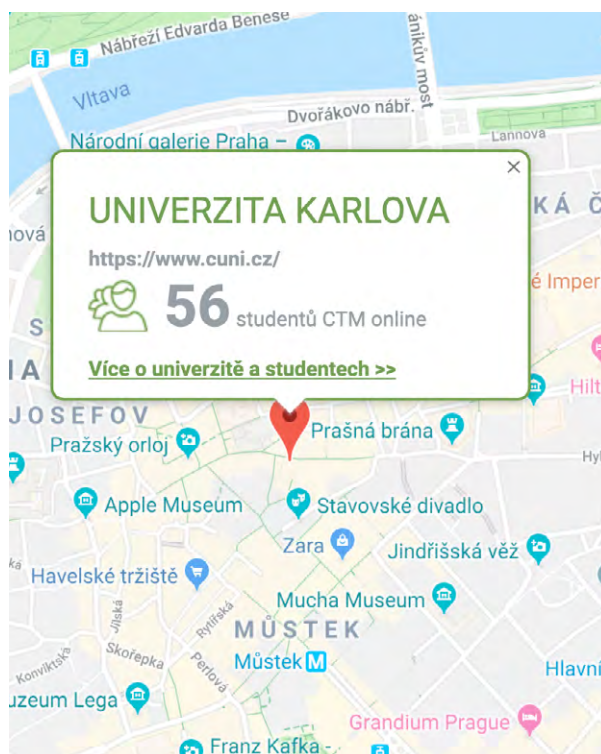 Nábřeží Edvarda Beneše
ánikův most
Vltava
Dvořákovo nábř.
Lannova
Národní galerie Praha –
UNIVERZITA KARLOVA
KÁ Č
nová
https://www.cuni.cz/
é Imper
56 studentů CTM online
S
Více o univerzitě a studentech >>
IA
Hilt
JOSEFOV
Prašná brána
Pražský orloj
Hyb
Apple Museum
Stavovské divadlo
Zara
Jindřišská věž
ká
Havelské tržiště
Mucha Museum
Jilská
Rytířská
MŮSTEK
Skořepka
Konviktská
Perlová
Můstek M
Hlavní
uzeum Lega
Grandium Prague
Franz Kafka -